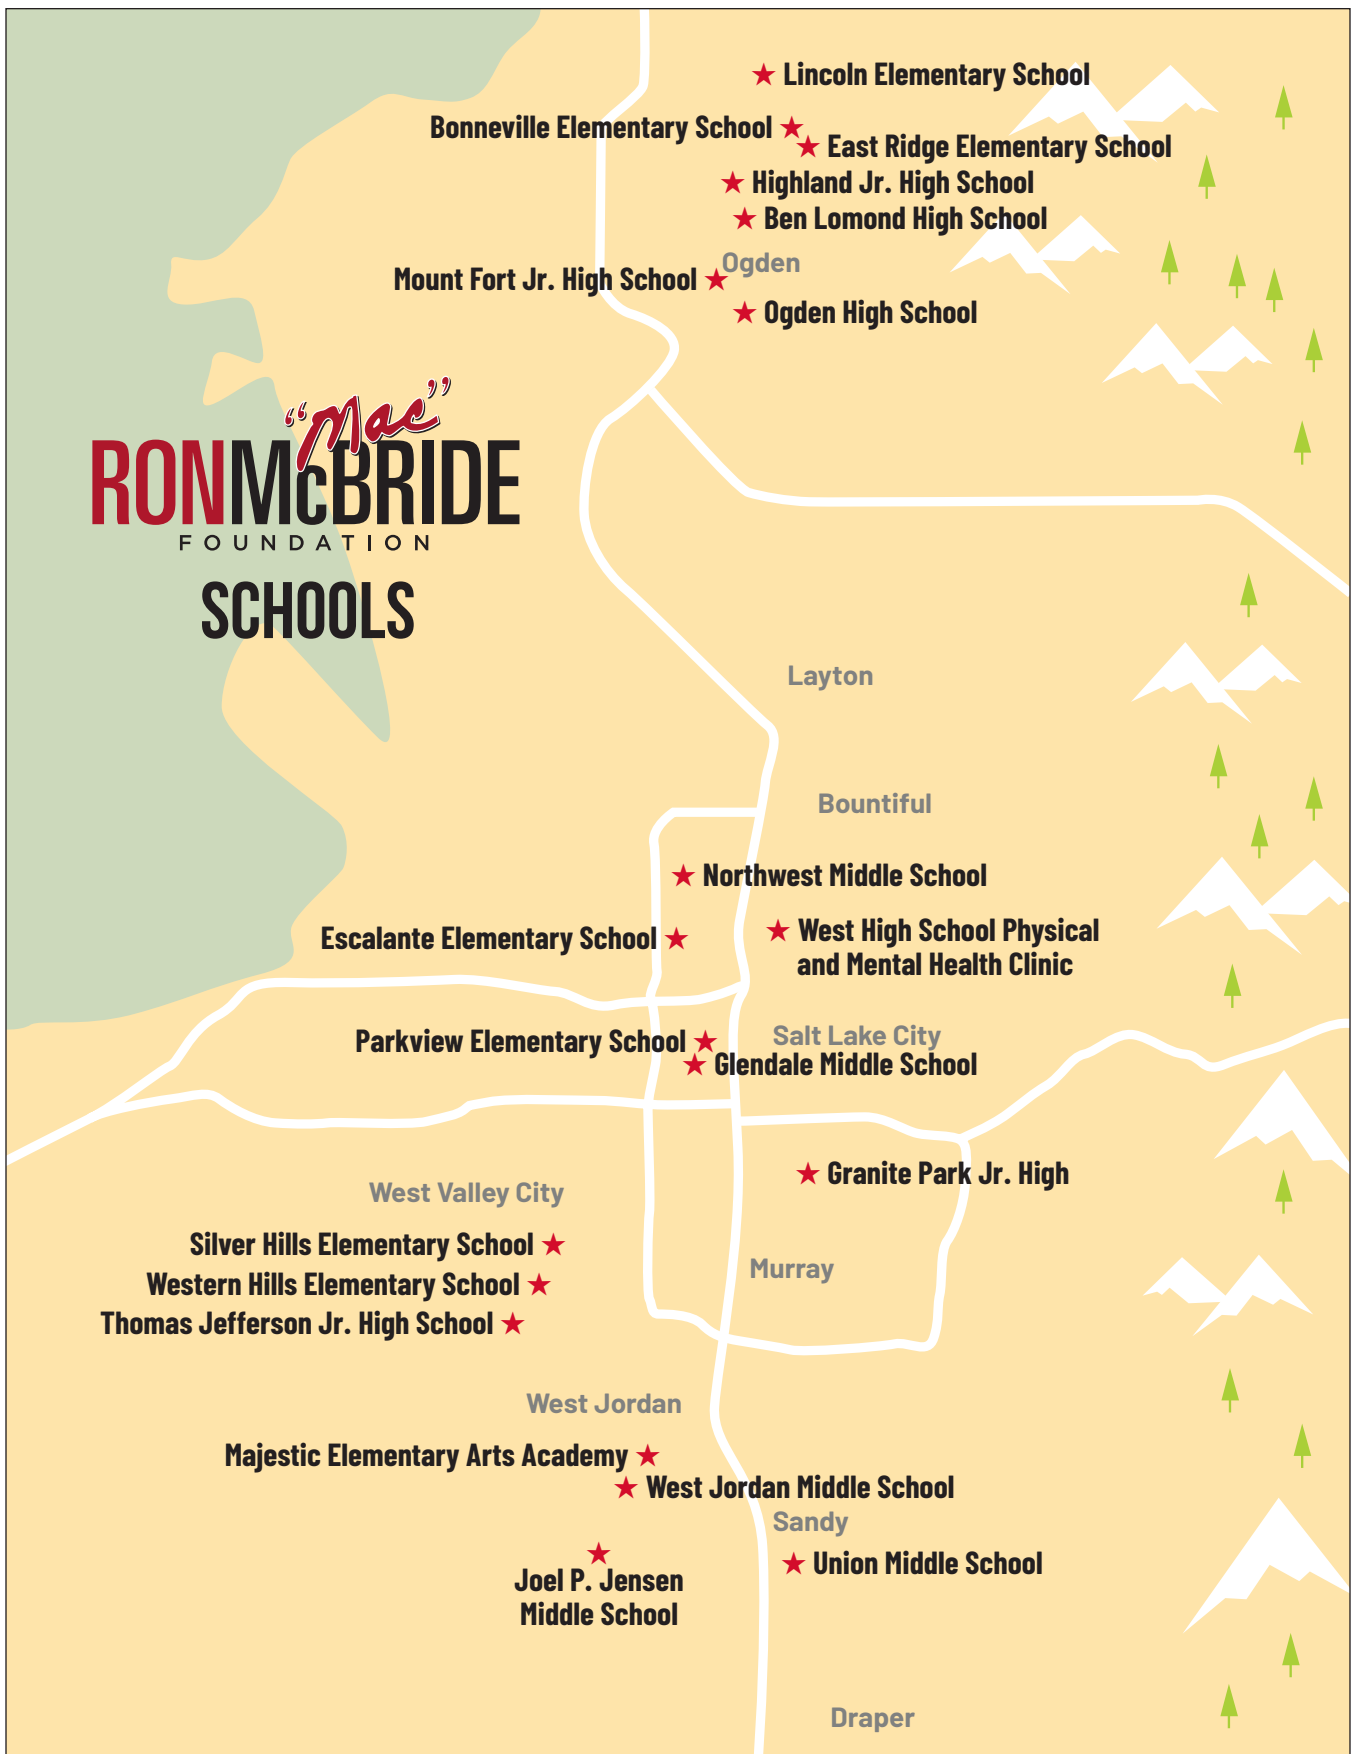 Lincoln Elementary School
Bonneville Elementary School
East Ridge Elementary School
Highland Jr. High School
Ben Lomond High School
Ogden
Mount Fort Jr. High School
Ogden High School
“Mac”
RON McBRIDE
FOUNDATION
SCHOOLS
Layton
Bountiful
Northwest Middle School
Escalante Elementary School
West High School Physical
and Mental Health Clinic
Parkview Elementary School
Salt Lake City
Glendale Middle School
Granite Park Jr. High
West Valley City
Silver Hills Elementary School
Murray
Western Hills Elementary School
Thomas Jefferson Jr. High School
West Jordan
Majestic Elementary Arts Academy
West Jordan Middle School
Sandy
Union Middle School
Joel P. Jensen
Middle School
Draper